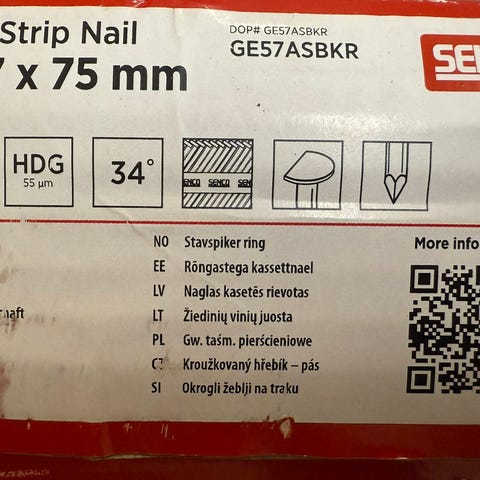 Strip Nail
DOP# GE57ASBKR
GE57ASBKR
7 x 75 mm
HDG
55 µm
34°
SENCO
NO Stavspiker ring
EE Rõngastega kassettnael
LV Naglas kasetēs rievotas
LT Žiedinių vinių juosta
PL Gw. taśm. pierścieniowe
CZ Kroužkovaný hřebík – pás
SI Okrogli žeblji na traku
More info